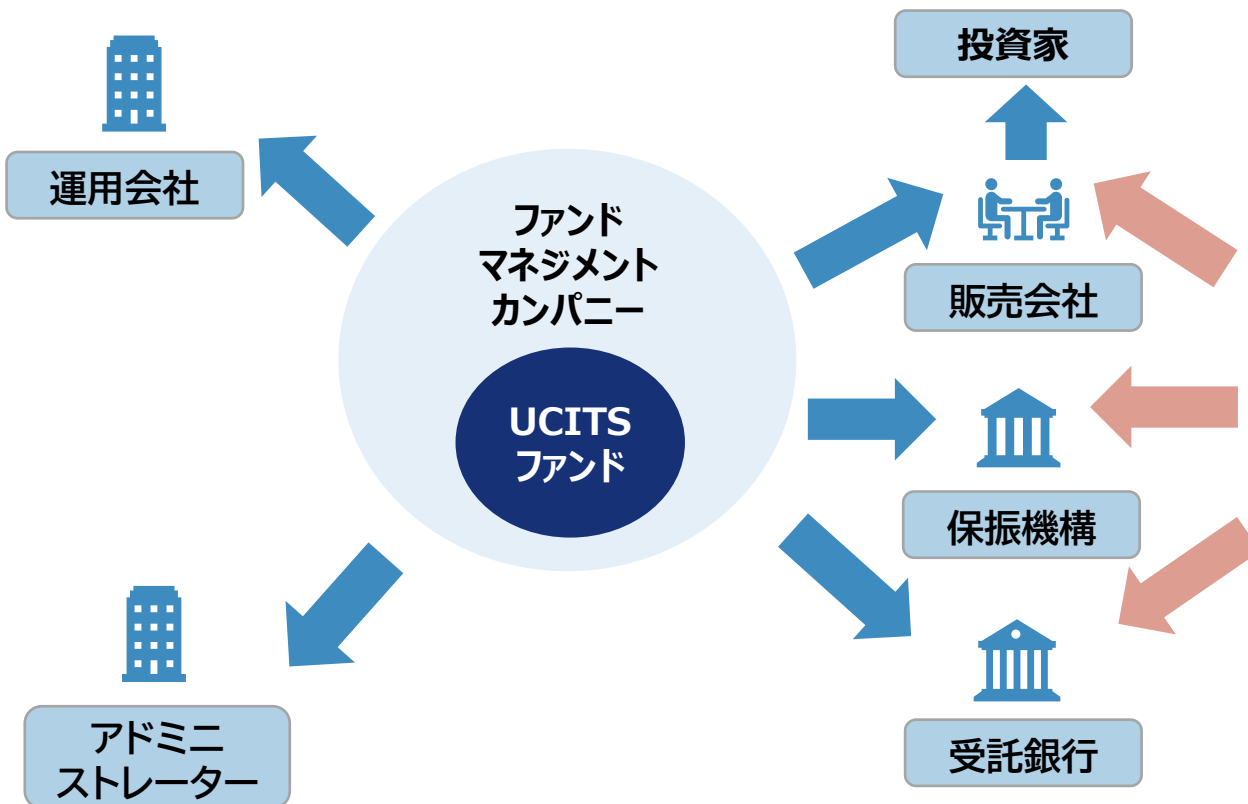 投資家
運用会社
ファンド
マネジメント
カンパニー
販売会社
UCITS
ファンド
保振機構
アドミニ
ストレーター
受託銀行